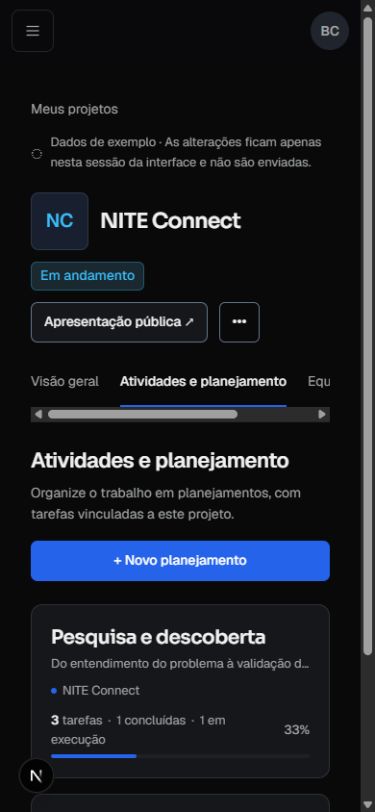 BC
Meus projetos
Dados de exemplo · As alterações ficam apenas
nesta sessão da interface e não são enviadas.
NC
NITE Connect
Em andamento
Apresentação pública ↗
•••
Visão geral
Atividades e planejamento
Equ
Atividades e planejamento
Organize o trabalho em planejamentos, com
tarefas vinculadas a este projeto.
+ Novo planejamento
Pesquisa e descoberta
Do entendimento do problema à validação d...
NITE Connect
3 tarefas · 1 concluídas · 1 em
execução
33%
N